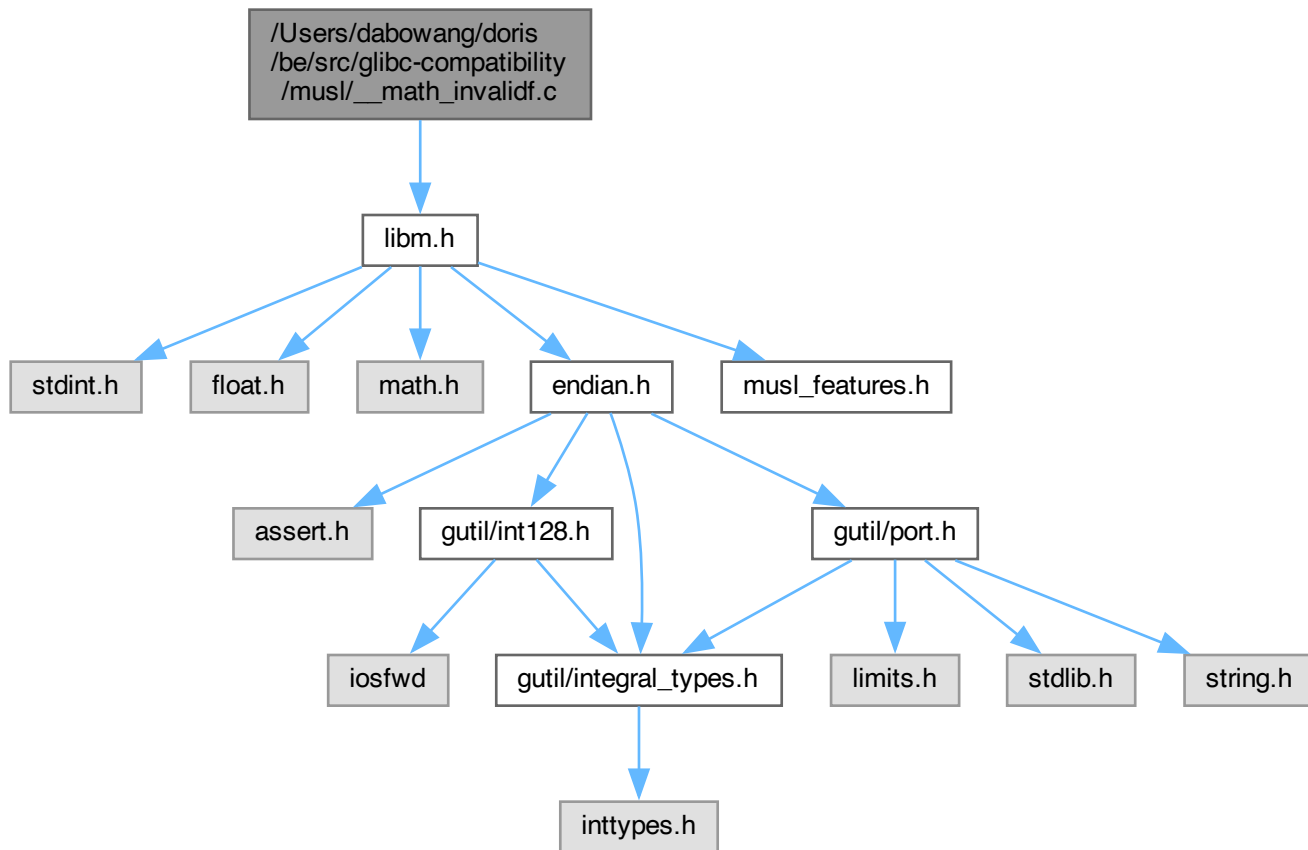 /Users/dabowang/doris
/be/src/glibc-compatibility
/musl/__math_invalidf.c
libm.h
stdint.h
float.h
math.h
endian.h
musl_features.h
assert.h
gutil/int128.h
gutil/port.h
iosfwd
gutil/integral_types.h
limits.h
stdlib.h
string.h
inttypes.h